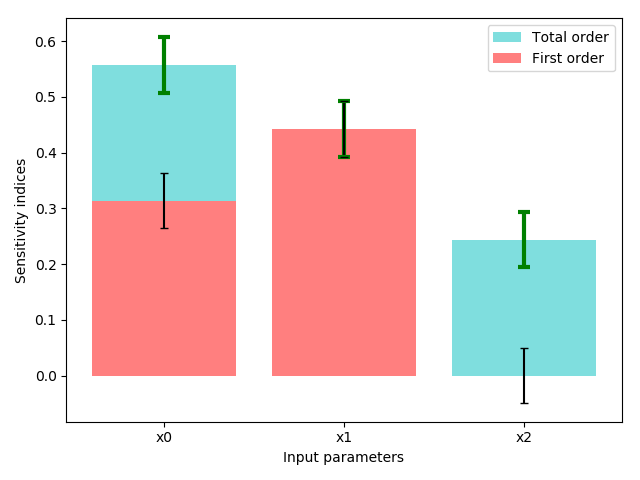 Total order
First order
0.6
0.5
0.4
0.3
0.2
0.1
0.0
Sensitivity indices
x0 x1 x2
Input parameters